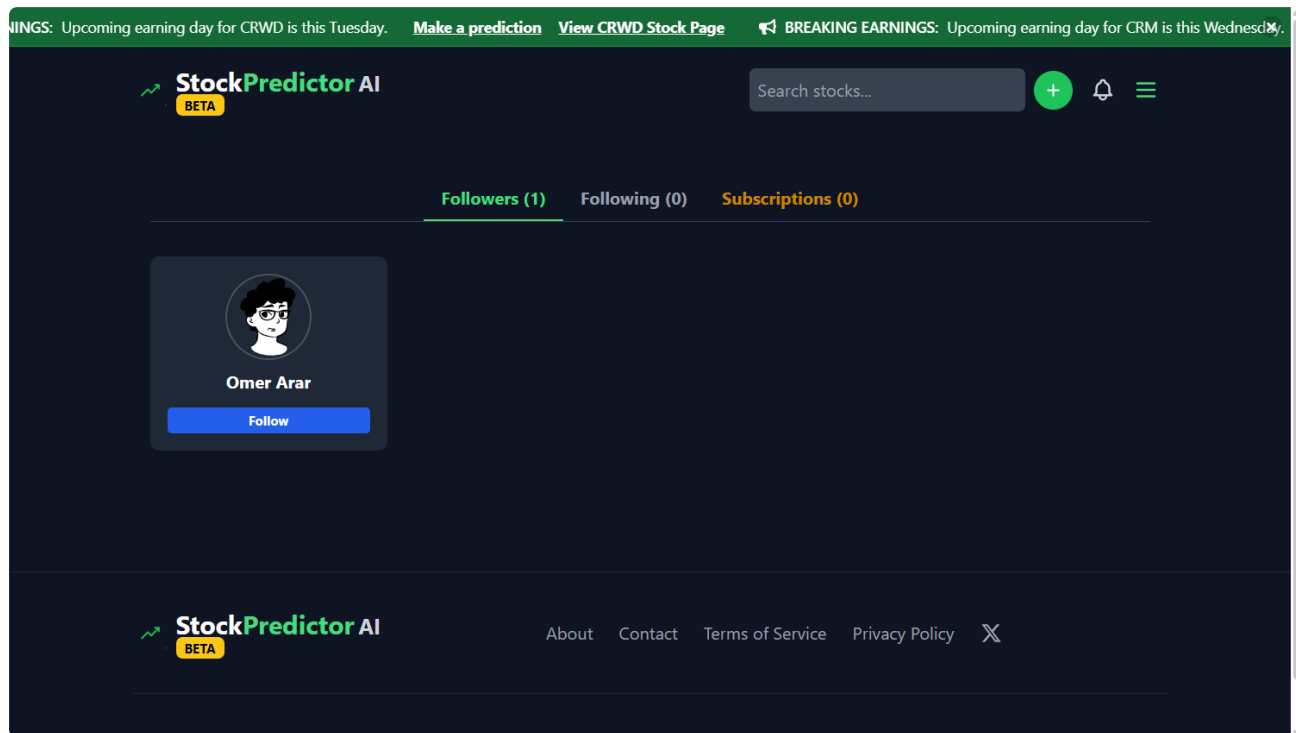 NINGS: Upcoming earning day for CRWD is this Tuesday. Make a prediction View CRWD Stock Page BREAKING EARNINGS: Upcoming earning day for CRM is this Wednesday.
StockPredictor AI
BETA
Search stocks...
Followers (1) Following (0) Subscriptions (0)
Omer Arar
Follow
StockPredictor AI
BETA
About Contact Terms of Service Privacy Policy